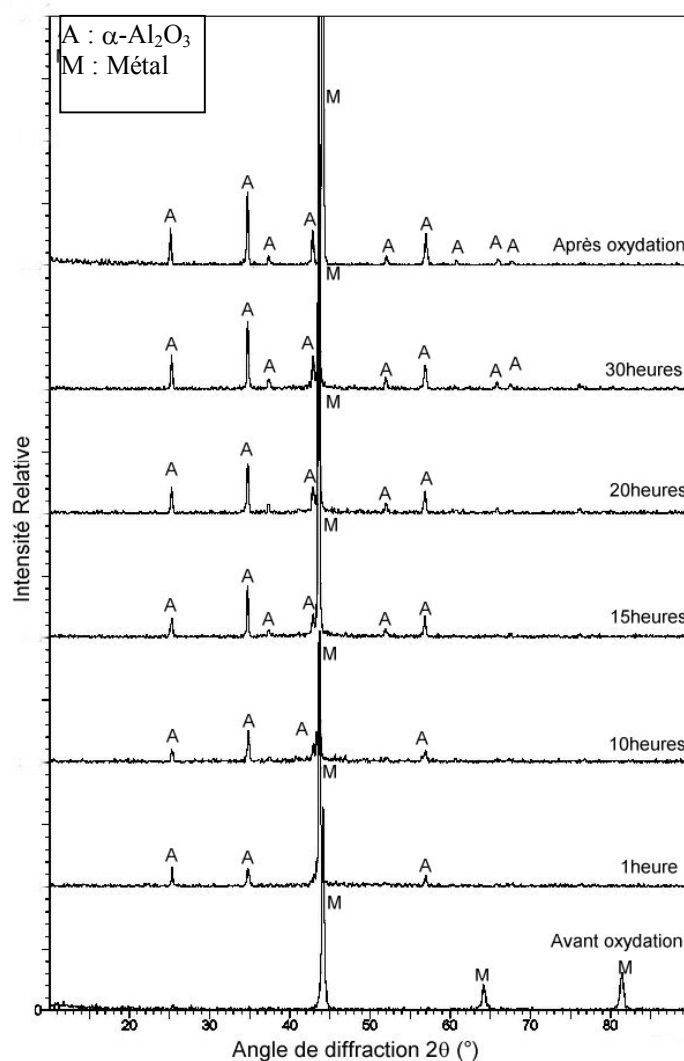 A : α-Al₂O₃
M : Métal
M
A A A A A A A A A
Après oxydation
M
A A A A A A A A
30heures
M
A A A A A
20heures
M
A A A A A A
15heures
M
A A A A
10heures
M
A A A
1heure
M M M
Avant oxydation
0
20 30 40 50 60 70 80
Intensité Relative
Angle de diffraction 2θ (°)